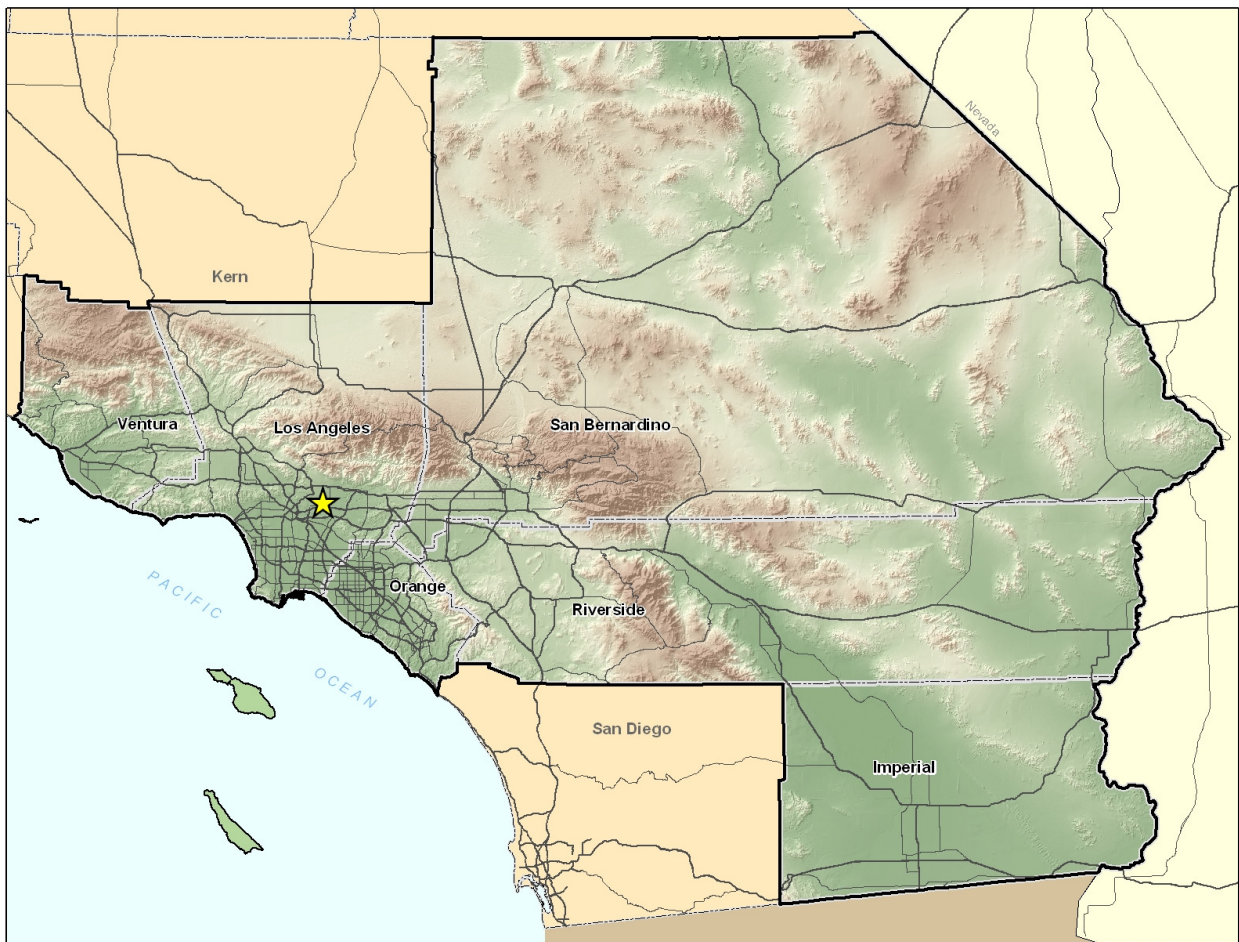 Nevada
Kern
Ventura
Los Angeles
San Bernardino
Orange
Riverside
PACIFIC
OCEAN
San Diego
Imperial